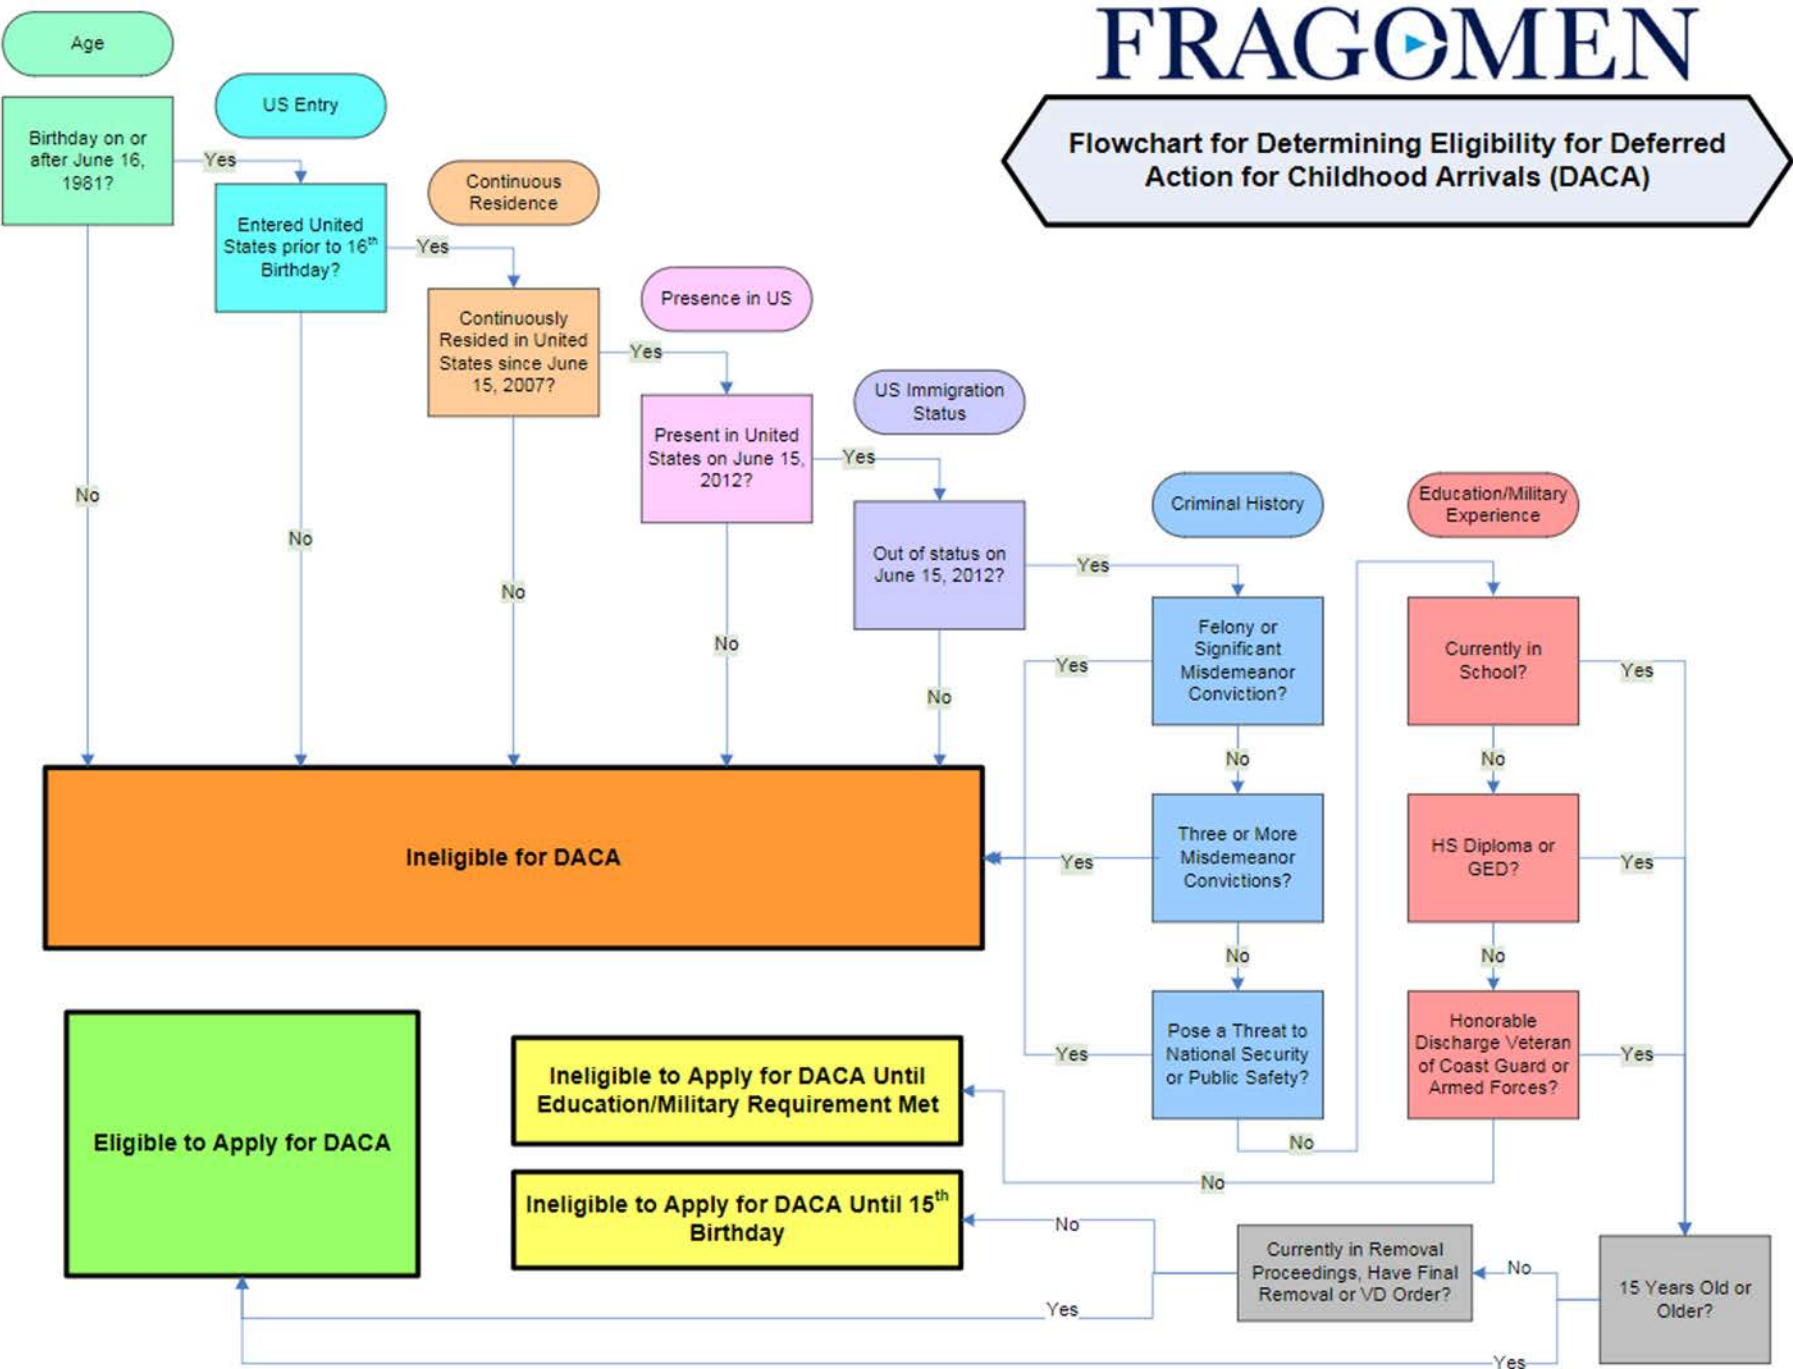 FRAGOMEN
Flowchart for Determining Eligibility for Deferred
Action for Childhood Arrivals (DACA)
Age
Birthday on or
after June 16,
1981?
Yes
No
US Entry
Entered United
States prior to 16th
Birthday?
Yes
No
Continuous
Residence
Continuously
Resided in United
States since June
15, 2007?
Yes
No
Presence in US
Present in United
States on June 15,
2012?
Yes
No
US Immigration
Status
Out of status on
June 15, 2012?
Yes
No
Criminal History
Felony or
Significant
Misdemeanor
Conviction?
Yes
No
Three or More
Misdemeanor
Convictions?
Yes
No
Pose a Threat to
National Security
or Public Safety?
Yes
No
Education/Military
Experience
Currently in
School?
Yes
No
HS Diploma or
GED?
Yes
No
Honorable
Discharge Veteran
of Coast Guard or
Armed Forces?
Yes
No
15 Years Old or
Older?
No
Yes
Currently in Removal
Proceedings, Have Final
Removal or VD Order?
No
Yes
Ineligible for DACA
Eligible to Apply for DACA
Ineligible to Apply for DACA Until
Education/Military Requirement Met
Ineligible to Apply for DACA Until 15th
Birthday